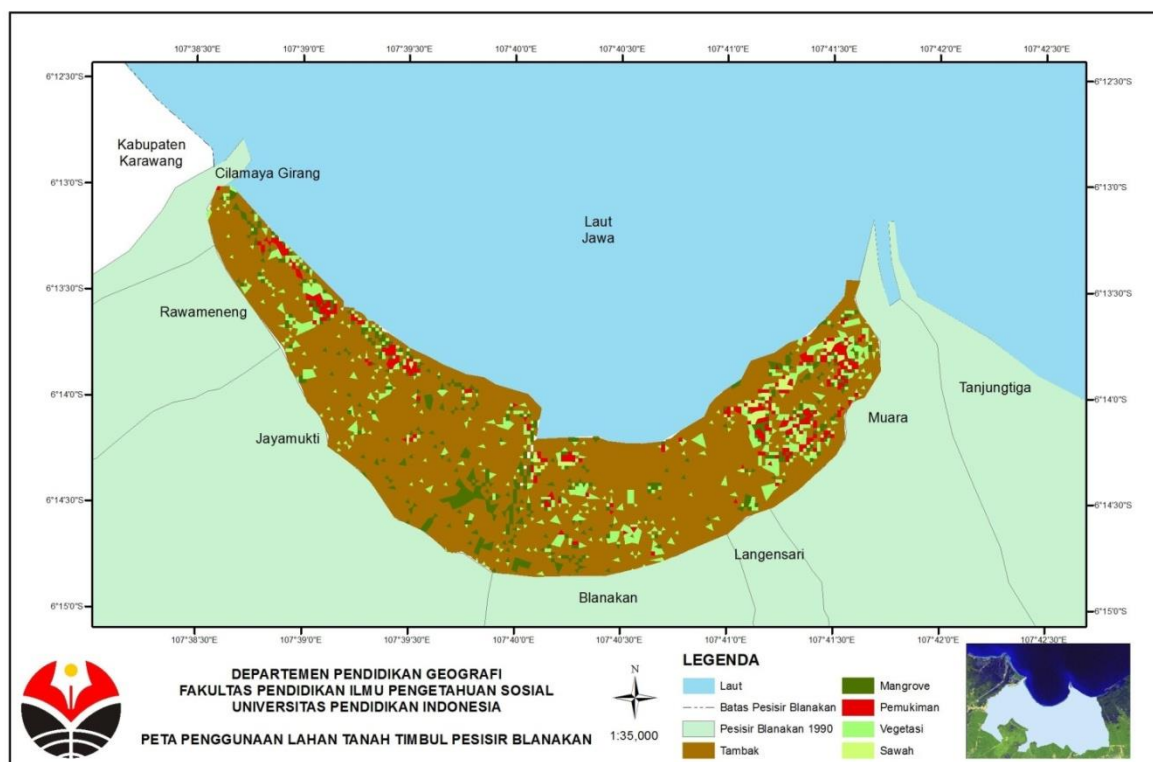 107°38'30"E 107°39'0"E 107°39'30"E 107°40'0"E 107°40'30"E 107°41'0"E 107°41'30"E 107°42'0"E 107°42'30"E
6°12'30"S 6°12'30"S
Kabupaten
Karawang
Cilamaya Girang
6°13'0"S 6°13'0"S
Laut
Jawa
6°13'30"S 6°13'30"S
Rawameneng
Tanjungtiga
6°14'0"S 6°14'0"S
Muara
Jayamukti
6°14'30"S 6°14'30"S
Langensari
Blanakan
6°15'0"S 6°15'0"S
107°38'30"E 107°39'0"E 107°39'30"E 107°40'0"E 107°40'30"E 107°41'0"E 107°41'30"E 107°42'0"E 107°42'30"E
DEPARTEMEN PENDIDIKAN GEOGRAFI
FAKULTAS PENDIDIKAN ILMU PENGETAHUAN SOSIAL
UNIVERSITAS PENDIDIKAN INDONESIA
PETA PENGGUNAAN LAHAN TANAH TIMBUL PESISIR BLANAKAN
N
1:35,000
LEGENDA
Laut
Batas Pesisir Blanakan
Pesisir Blanakan 1990
Tambak
Mangrove
Pemukiman
Vegetasi
Sawah